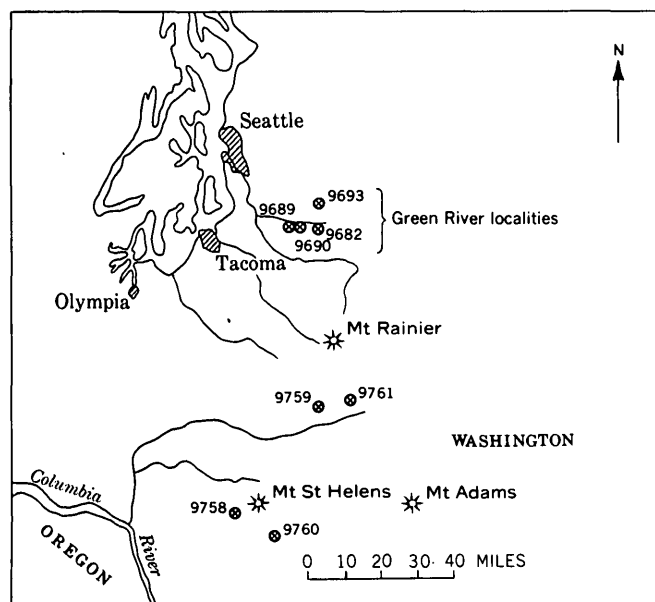 N
Seattle
9693
9689
Green River localities
9682
9690
Tacoma
Olympia
Mt Rainier
9759
9761
WASHINGTON
Columbia
River
Mt St Helens
Mt Adams
9758
9760
OREGON
0 10 20 30 40 MILES